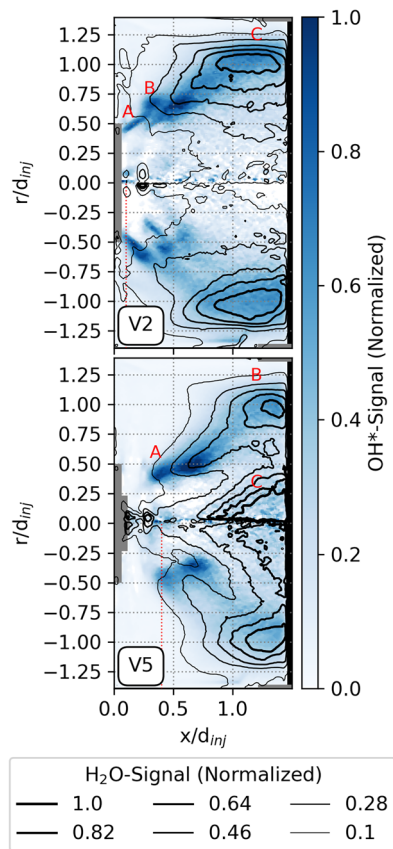 1.25
1.00
0.75
0.50
0.25
0.00
−0.25
−0.50
−0.75
−1.00
−1.25
r/d_inj
A
B
C
V2
1.25
1.00
0.75
0.50
0.25
0.00
−0.25
−0.50
−0.75
−1.00
−1.25
r/d_inj
A
B
C
V5
0.0 0.5 1.0
x/d_inj
1.0
0.8
0.6
0.4
0.2
0.0
OH*-Signal (Normalized)
H₂O-Signal (Normalized)
1.0 0.64 0.28
0.82 0.46 0.1